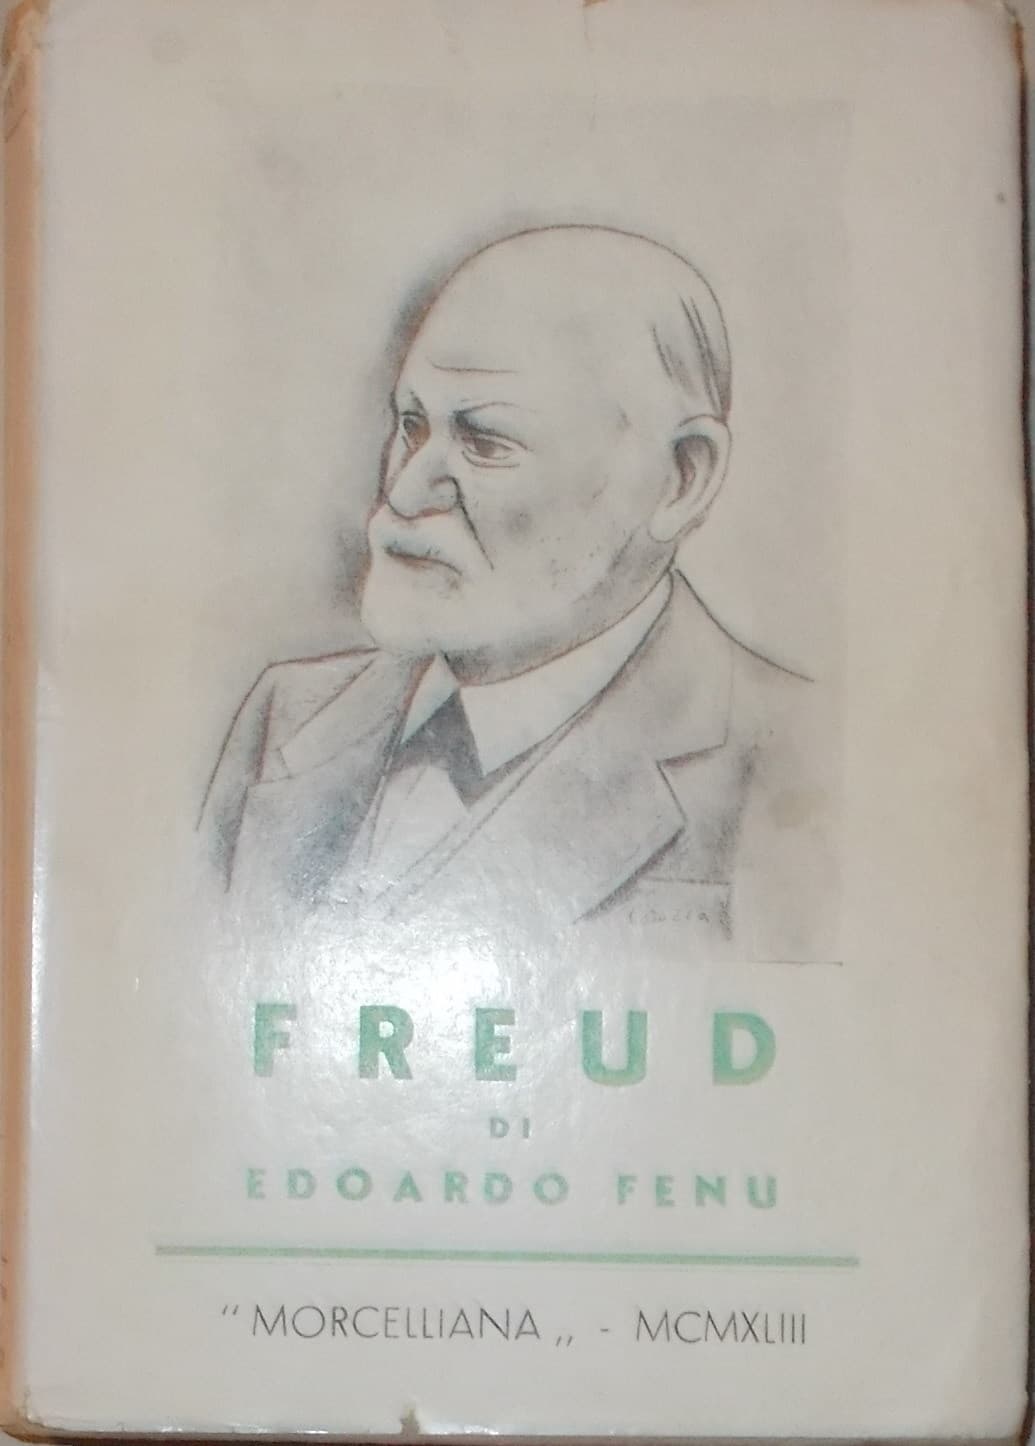 FREUD
DI
EDOARDO FENU
“MORCELLIANA„ - MCMXLIII